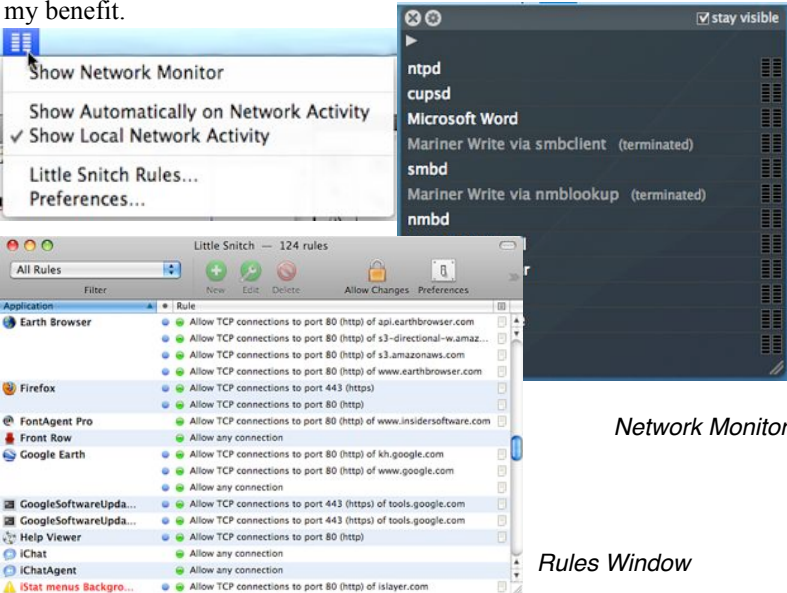 my benefit.
Show Network Monitor
Show Automatically on Network Activity
✓ Show Local Network Activity
Little Snitch Rules...
Preferences...
stay visible
ntpd
cupsd
Microsoft Word
Mariner Write via smbclient (terminated)
smbd
Mariner Write via nmblookup (terminated)
nmbd
Network Monitor
Little Snitch — 124 rules
All Rules
Filter
New Edit Delete Allow Changes Preferences
Application Rule
Earth Browser Allow TCP connections to port 80 (http) of api.earthbrowser.com
Allow TCP connections to port 80 (http) of s3-directional-w.amaz...
Allow TCP connections to port 80 (http) of s3.amazonaws.com
Allow TCP connections to port 80 (http) of www.earthbrowser.com
Firefox Allow TCP connections to port 443 (https)
Allow TCP connections to port 80 (http)
FontAgent Pro Allow TCP connections to port 80 (http) of www.insidersoftware.com
Front Row Allow any connection
Google Earth Allow TCP connections to port 80 (http) of kh.google.com
Allow TCP connections to port 80 (http) of www.google.com
Allow any connection
GoogleSoftwareUpda... Allow TCP connections to port 443 (https) of tools.google.com
GoogleSoftwareUpda... Allow TCP connections to port 443 (https) of tools.google.com
Help Viewer Allow TCP connections to port 80 (http)
iChat Allow any connection
iChatAgent Allow any connection
iStat menus Backgro... Allow TCP connections to port 80 (http) of islayer.com
Rules Window